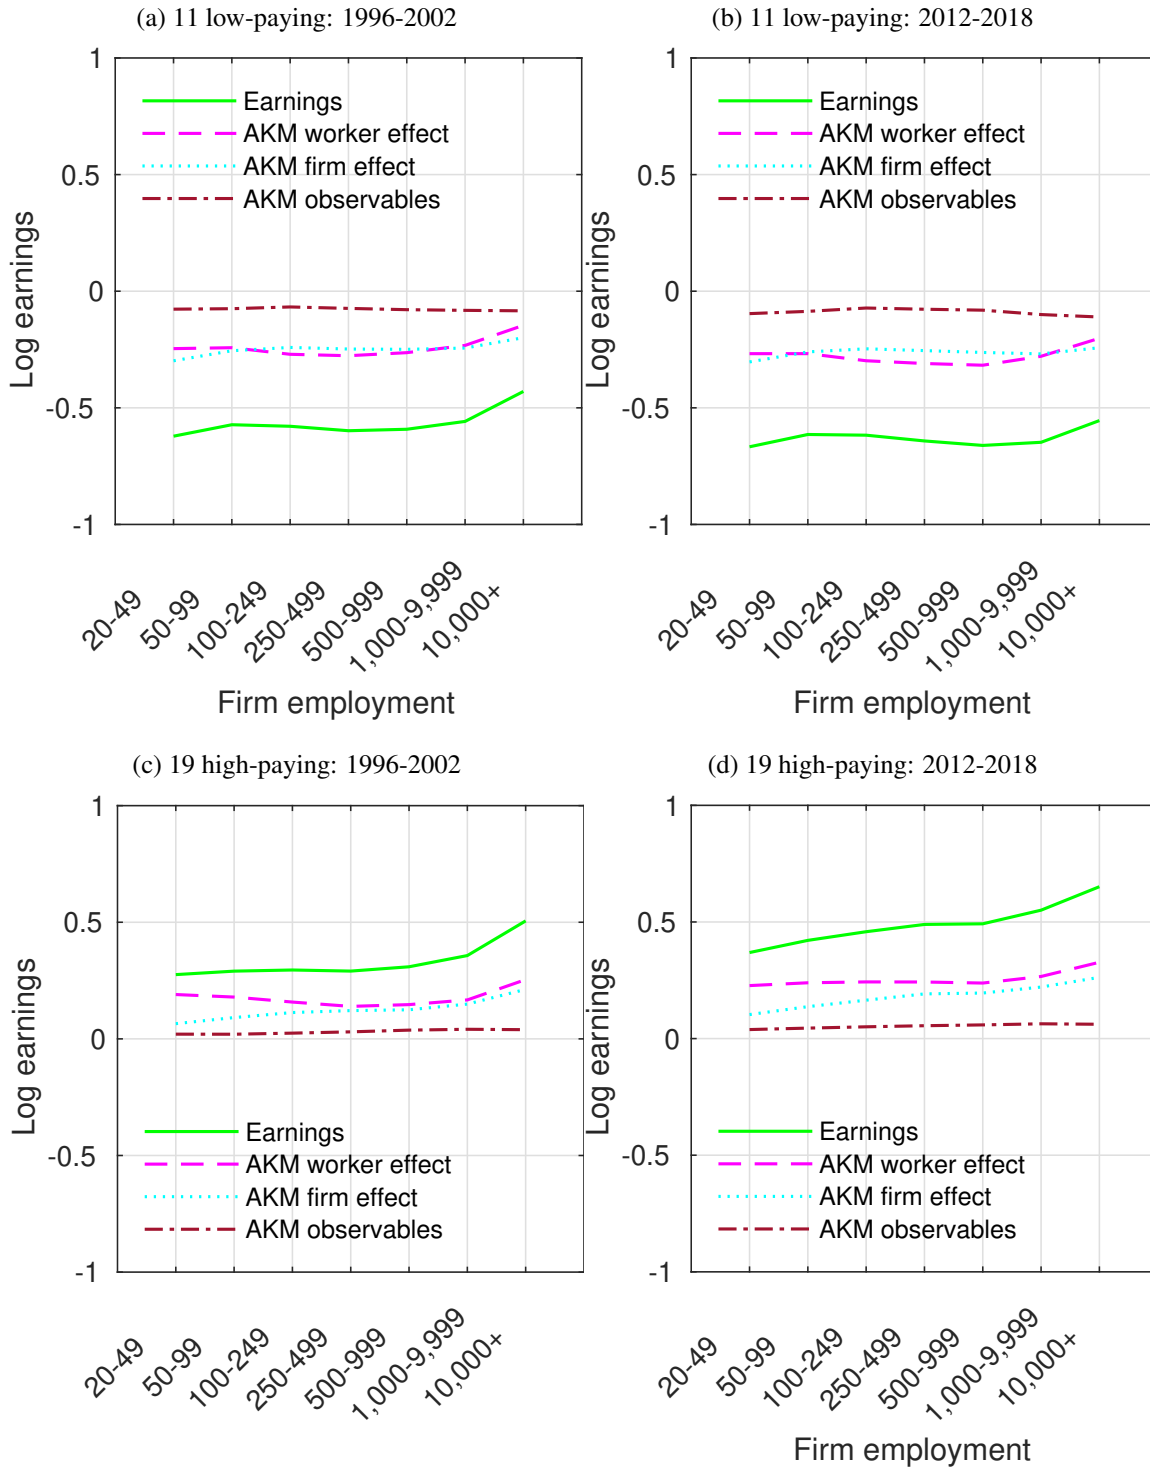 (a) 11 low-paying: 1996-2002
1
0.5
0
-0.5
-1
Log earnings
Earnings
AKM worker effect
AKM firm effect
AKM observables
20-49
50-99
100-249
250-499
500-999
1,000-9,999
10,000+
Firm employment
(b) 11 low-paying: 2012-2018
1
0.5
0
-0.5
-1
Log earnings
Earnings
AKM worker effect
AKM firm effect
AKM observables
20-49
50-99
100-249
250-499
500-999
1,000-9,999
10,000+
Firm employment
(c) 19 high-paying: 1996-2002
1
0.5
0
-0.5
-1
Log earnings
Earnings
AKM worker effect
AKM firm effect
AKM observables
20-49
50-99
100-249
250-499
500-999
1,000-9,999
10,000+
(d) 19 high-paying: 2012-2018
1
0.5
0
-0.5
-1
Log earnings
Earnings
AKM worker effect
AKM firm effect
AKM observables
20-49
50-99
100-249
250-499
500-999
1,000-9,999
10,000+
Firm employment